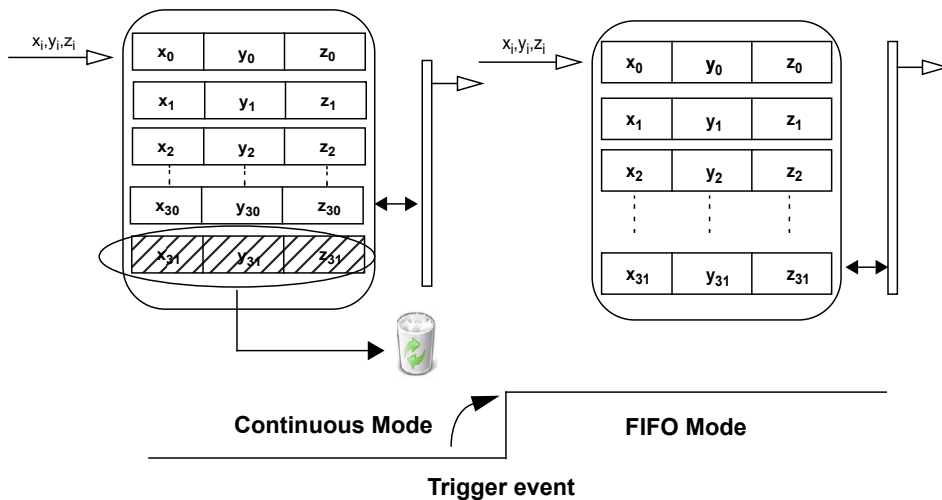 xᵢ,yᵢ,zᵢ
x₀ y₀ z₀
x₁ y₁ z₁
x₂ y₂ z₂
x₃₀ y₃₀ z₃₀
x₃₁ y₃₁ z₃₁
xᵢ,yᵢ,zᵢ
x₀ y₀ z₀
x₁ y₁ z₁
x₂ y₂ z₂
x₃₁ y₃₁ z₃₁
Continuous Mode
FIFO Mode
Trigger event